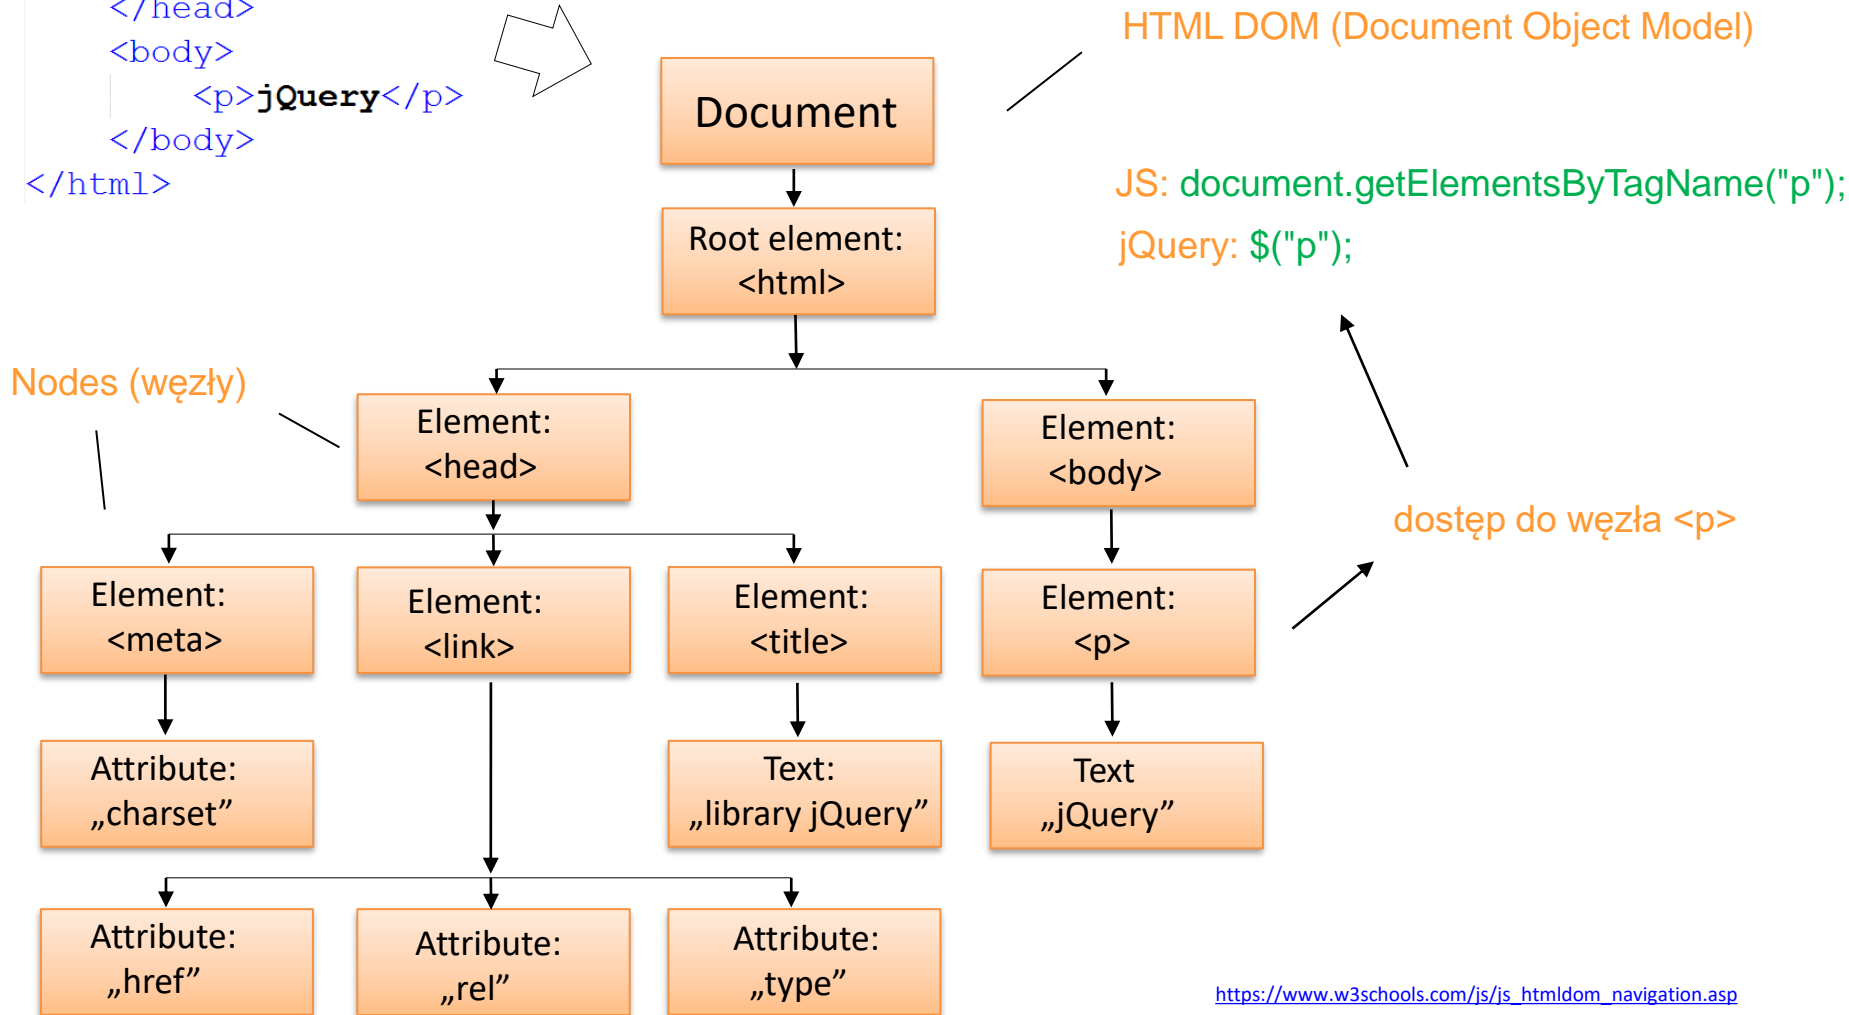 </head>
<body>
<p>jQuery</p>
</body>
</html>
HTML DOM (Document Object Model)
Document
JS: document.getElementsByTagName("p");
jQuery: $("p");
Root element:
<html>
Nodes (węzły)
Element:
<head>
Element:
<body>
dostęp do węzła <p>
Element:
<meta>
Element:
<link>
Element:
<title>
Element:
<p>
Attribute:
„charset”
Text:
„library jQuery”
Text
„jQuery”
Attribute:
„href”
Attribute:
„rel”
Attribute:
„type”
https://www.w3schools.com/js/js_htmldom_navigation.asp